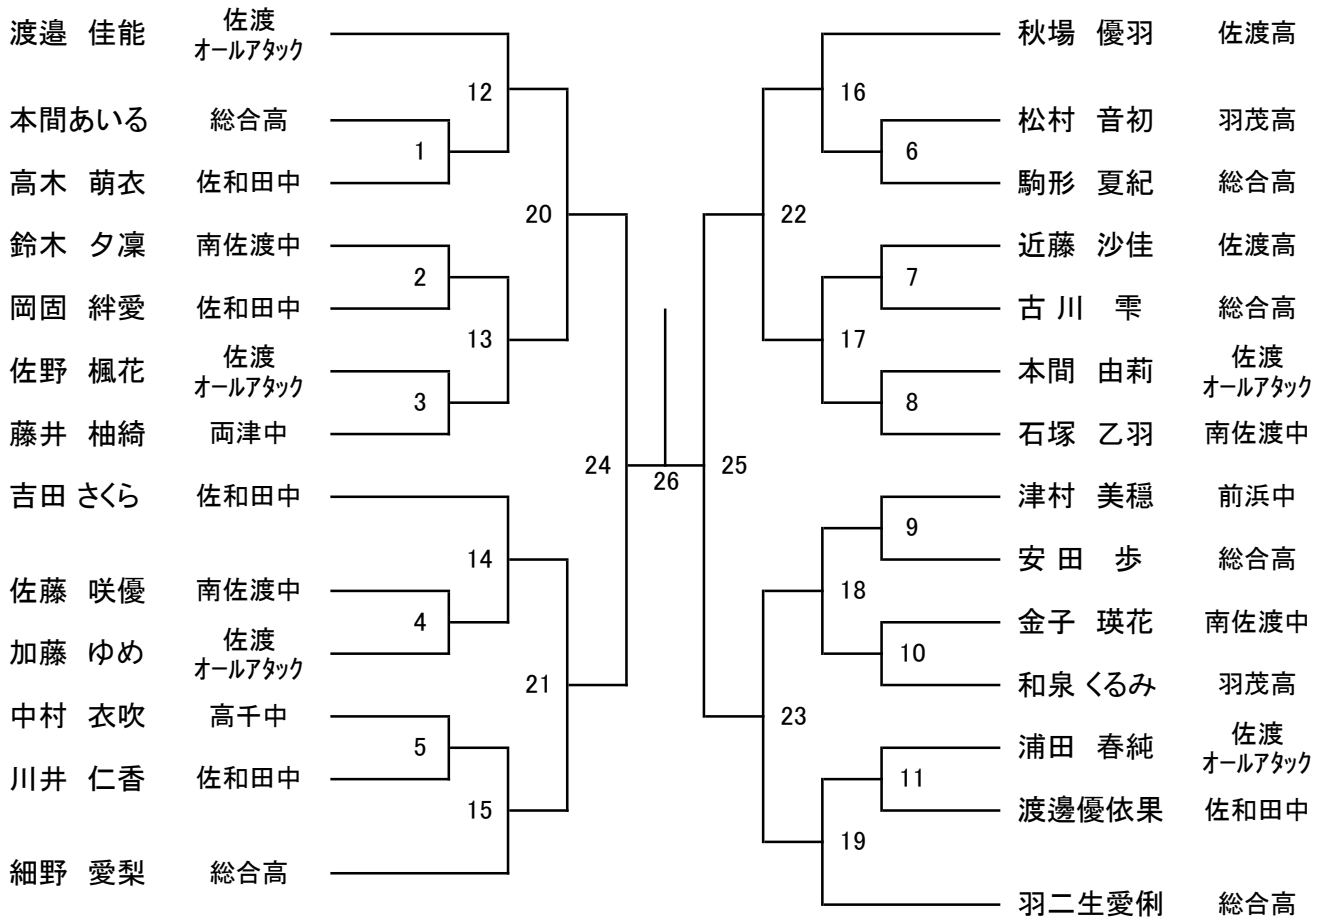 渡邉 佳能 佐渡
オールアタック
12
本間あいる 総合高
1
高木 萌衣 佐和田中
20
鈴木 夕凜 南佐渡中
2
岡固 絆愛 佐和田中
13
佐野 楓花 佐渡
オールアタック
3
藤井 柚綺 両津中
24
吉田 さくら 佐和田中
14
佐藤 咲優 南佐渡中
4
加藤 ゆめ 佐渡
オールアタック
21
中村 衣吹 高千中
5
川井 仁香 佐和田中
15
細野 愛梨 総合高
26
秋場 優羽 佐渡高
16
松村 音初 羽茂高
6
駒形 夏紀 総合高
22
近藤 沙佳 佐渡高
7
古川 雫 総合高
17
本間 由莉 佐渡
オールアタック
8
石塚 乙羽 南佐渡中
25
津村 美穏 前浜中
9
安田 歩 総合高
18
金子 瑛花 南佐渡中
10
和泉 くるみ 羽茂高
23
浦田 春純 佐渡
オールアタック
11
渡邊優依果 佐和田中
19
羽二生愛俐 総合高